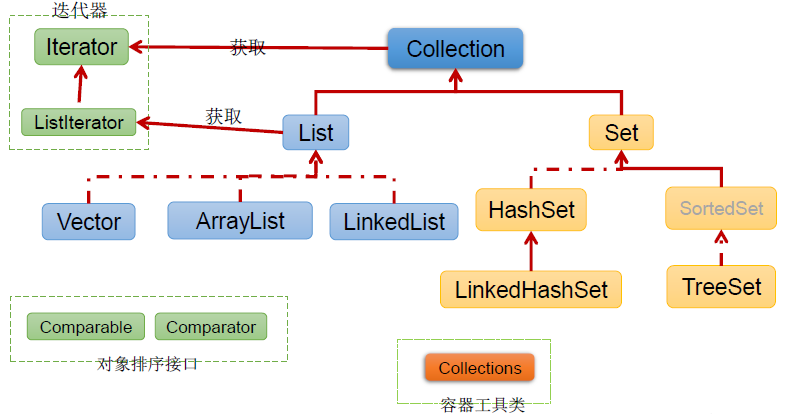 迭代器
Iterator
获取
Collection
ListIterator
获取
List
Set
Vector
ArrayList
LinkedList
HashSet
SortedSet
LinkedHashSet
TreeSet
Comparable
Comparator
对象排序接口
Collections
容器工具类